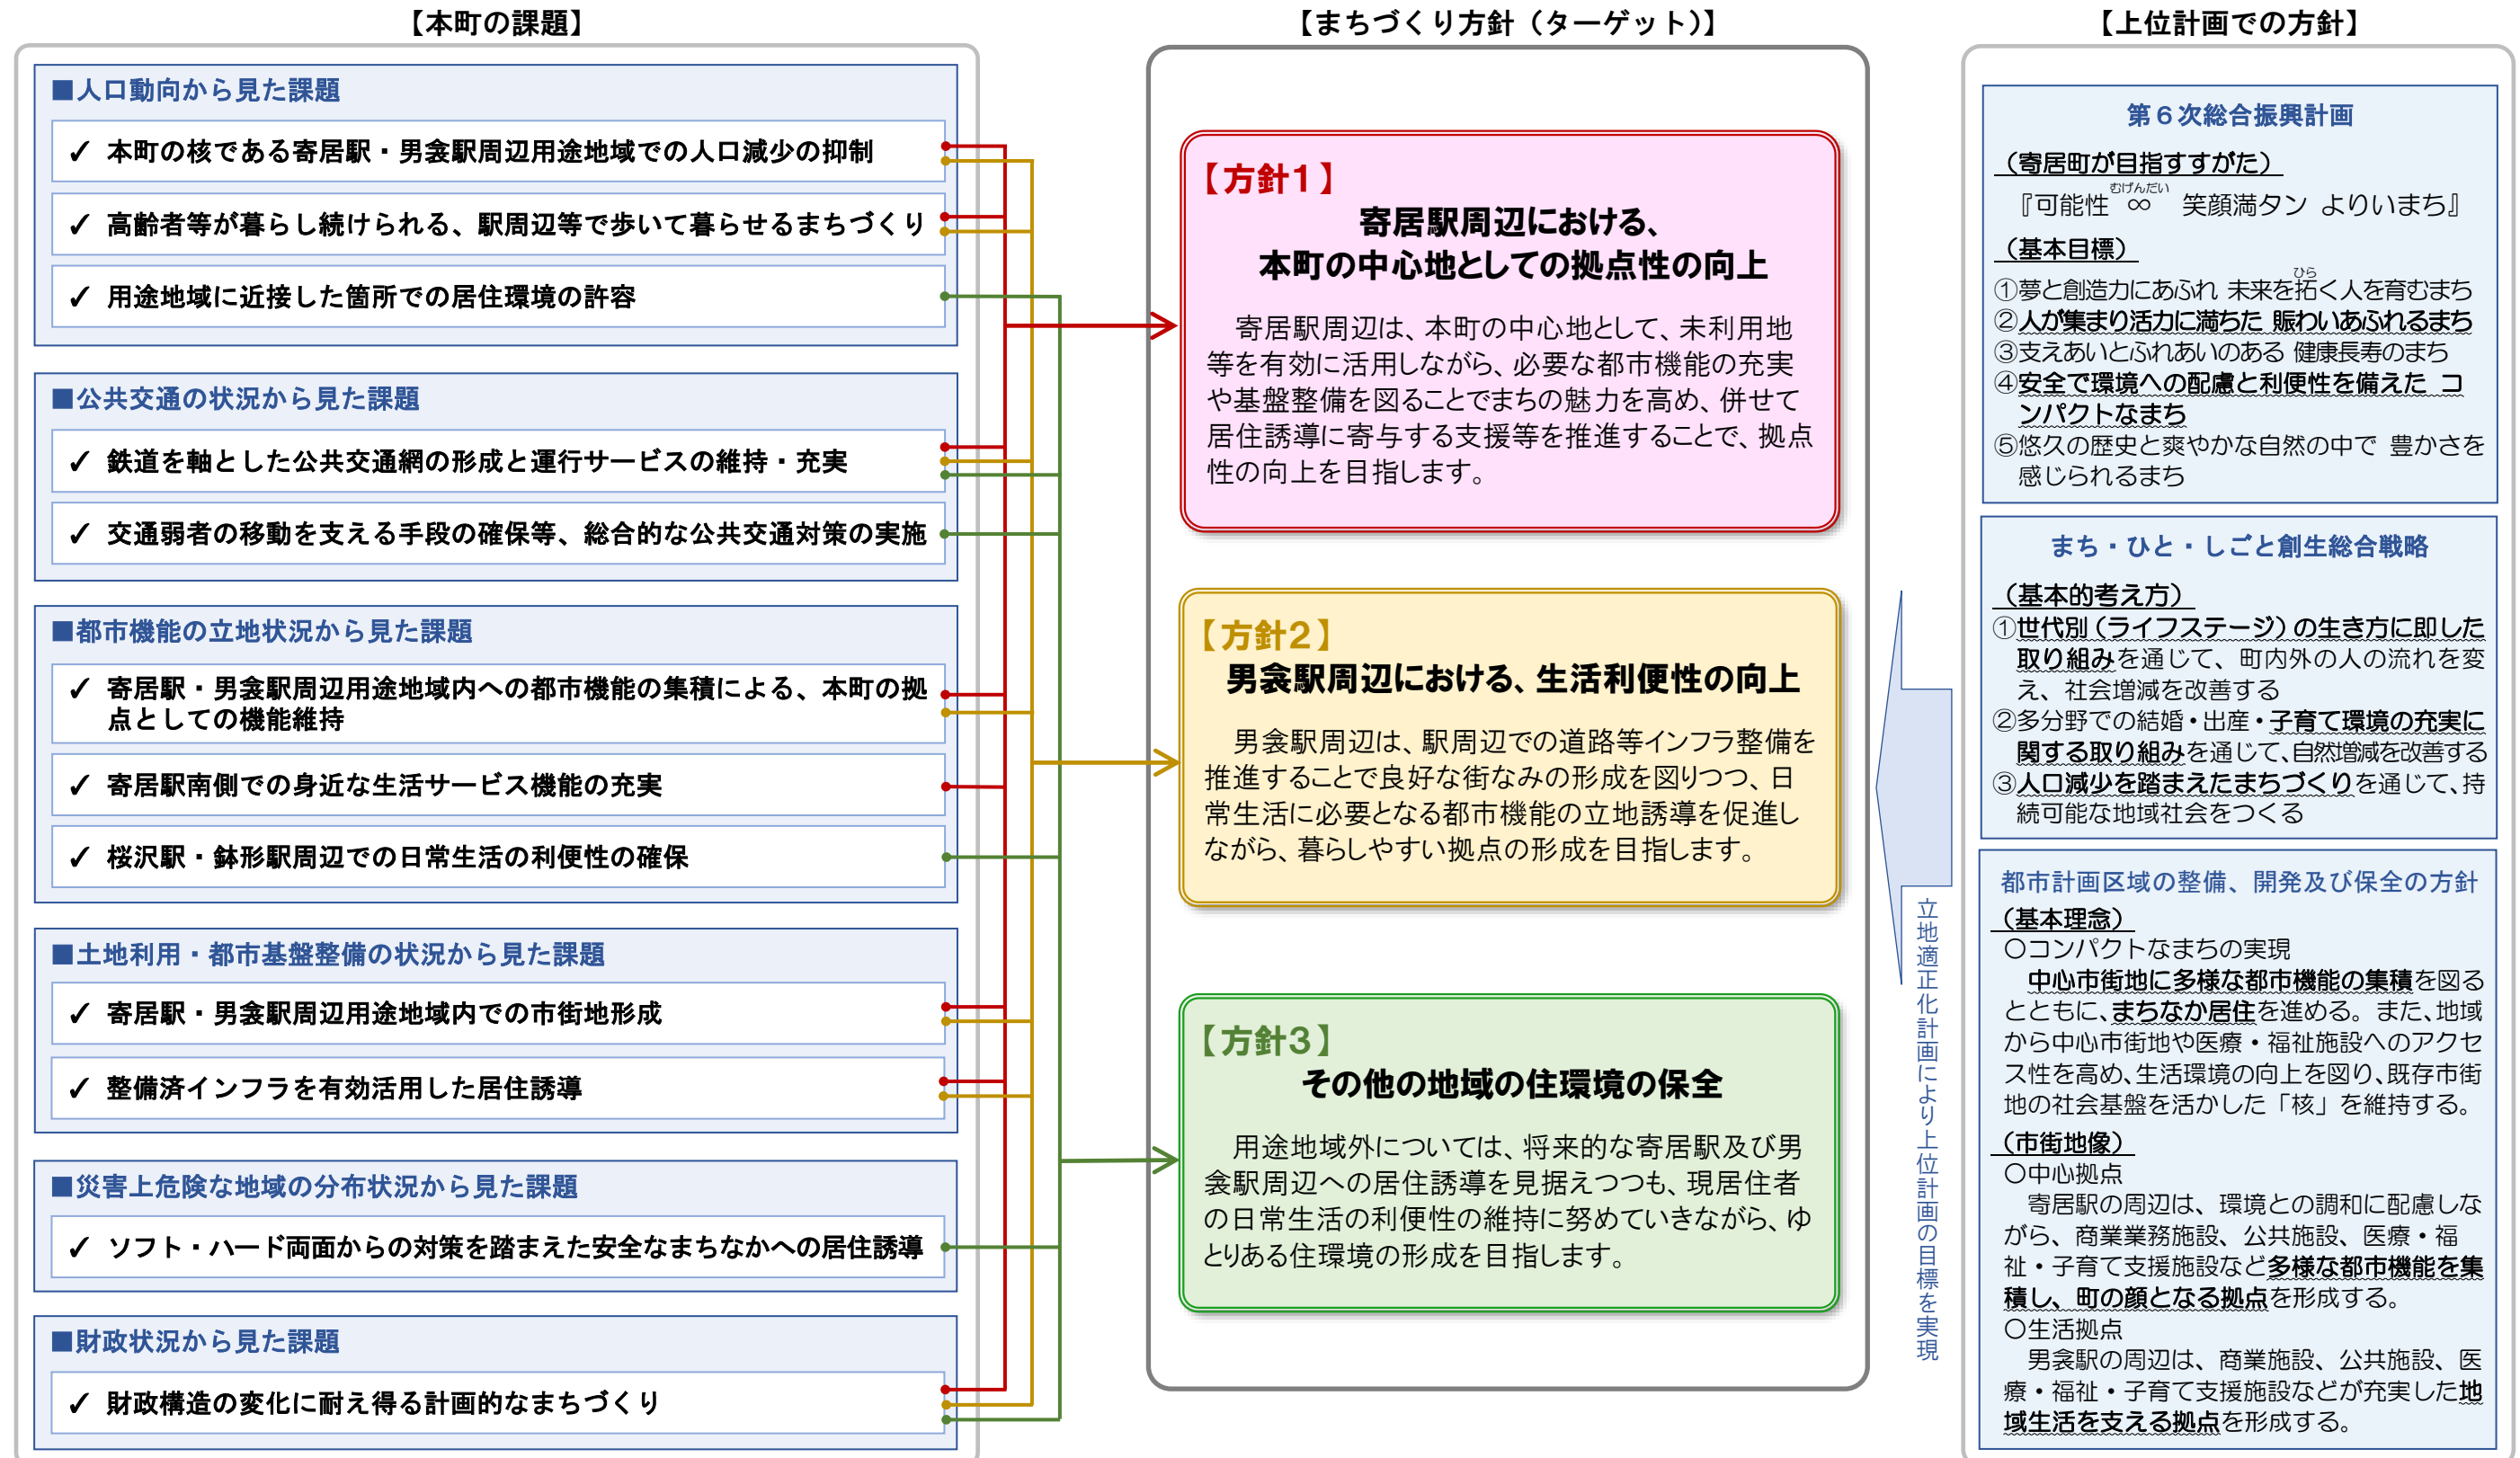 【本町の課題】
■人口動向から見た課題
✓ 本町の核である寄居駅・男衾駅周辺用途地域での人口減少の抑制
✓ 高齢者等が暮らし続けられる、駅周辺等で歩いて暮らせるまちづくり
✓ 用途地域に近接した箇所での居住環境の許容
■公共交通の状況から見た課題
✓ 鉄道を軸とした公共交通網の形成と運行サービスの維持・充実
✓ 交通弱者の移動を支える手段の確保等、総合的な公共交通対策の実施
■都市機能の立地状況から見た課題
✓ 寄居駅・男衾駅周辺用途地域内への都市機能の集積による、本町の拠
点としての機能維持
✓ 寄居駅南側での身近な生活サービス機能の充実
✓ 桜沢駅・鉢形駅周辺での日常生活の利便性の確保
■土地利用・都市基盤整備の状況から見た課題
✓ 寄居駅・男衾駅周辺用途地域内での市街地形成
✓ 整備済インフラを有効活用した居住誘導
■災害上危険な地域の分布状況から見た課題
✓ ソフト・ハード両面からの対策を踏まえた安全なまちなかへの居住誘導
■財政状況から見た課題
✓ 財政構造の変化に耐え得る計画的なまちづくり
【まちづくり方針（ターゲット）】
【方針1】
寄居駅周辺における、
本町の中心地としての拠点性の向上
寄居駅周辺は、本町の中心地として、未利用地
等を有効に活用しながら、必要な都市機能の充実
や基盤整備を図ることでまちの魅力を高め、併せて
居住誘導に寄与する支援等を推進することで、拠点
性の向上を目指します。
【方針2】
男衾駅周辺における、生活利便性の向上
男衾駅周辺は、駅周辺での道路等インフラ整備を
推進することで良好な街なみの形成を図りつつ、日
常生活に必要となる都市機能の立地誘導を促進し
ながら、暮らしやすい拠点の形成を目指します。
【方針3】
その他の地域の住環境の保全
用途地域外については、将来的な寄居駅及び男
衾駅周辺への居住誘導を見据えつつも、現居住者
の日常生活の利便性の維持に努めていきながら、ゆ
とりある住環境の形成を目指します。
立地適正化計画により上位計画の目標を実現
【上位計画での方針】
第６次総合振興計画
（寄居町が目指すすがた）
むげんだい
『可能性 ∞ 笑顔満タン よりいまち』
（基本目標）
ひら
①夢と創造力にあふれ 未来を拓く人を育むまち
②人が集まり活力に満ちた 賑わいあふれるまち
③支えあいとふれあいのある 健康長寿のまち
④安全で環境への配慮と利便性を備えた コ
ンパクトなまち
⑤悠久の歴史と爽やかな自然の中で 豊かさを
感じられるまち
まち・ひと・しごと創生総合戦略
（基本的考え方）
①世代別（ライフステージ）の生き方に即した
取り組みを通じて、町内外の人の流れを変
え、社会増減を改善する
②多分野での結婚・出産・子育て環境の充実に
関する取り組みを通じて、自然増減を改善する
③人口減少を踏まえたまちづくりを通じて、持
続可能な地域社会をつくる
都市計画区域の整備、開発及び保全の方針
（基本理念）
○コンパクトなまちの実現
中心市街地に多様な都市機能の集積を図る
とともに、まちなか居住を進める。また、地域
から中心市街地や医療・福祉施設へのアクセ
ス性を高め、生活環境の向上を図り、既存市街
地の社会基盤を活かした「核」を維持する。
（市街地像）
○中心拠点
寄居駅の周辺は、環境との調和に配慮しな
がら、商業業務施設、公共施設、医療・福
祉・子育て支援施設など多様な都市機能を集
積し、町の顔となる拠点を形成する。
○生活拠点
男衾駅の周辺は、商業施設、公共施設、医
療・福祉・子育て支援施設などが充実した地
域生活を支える拠点を形成する。